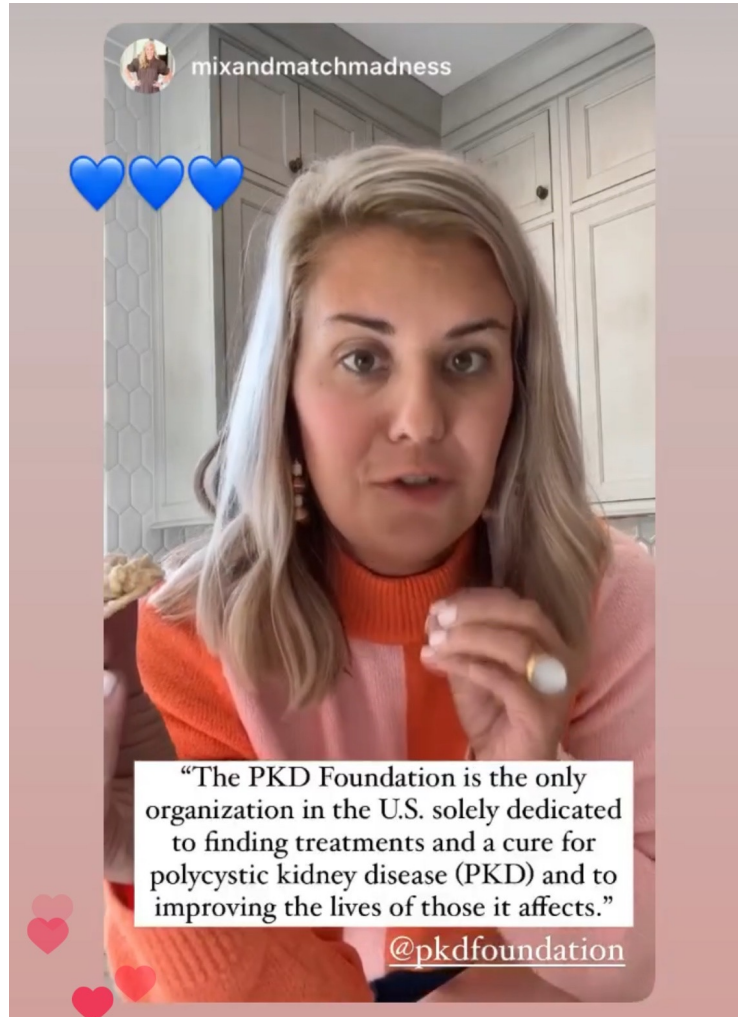 mixandmatchmadness
“The PKD Foundation is the only
organization in the U.S. solely dedicated
to finding treatments and a cure for
polycystic kidney disease (PKD) and to
improving the lives of those it affects.”
@pkdfoundation